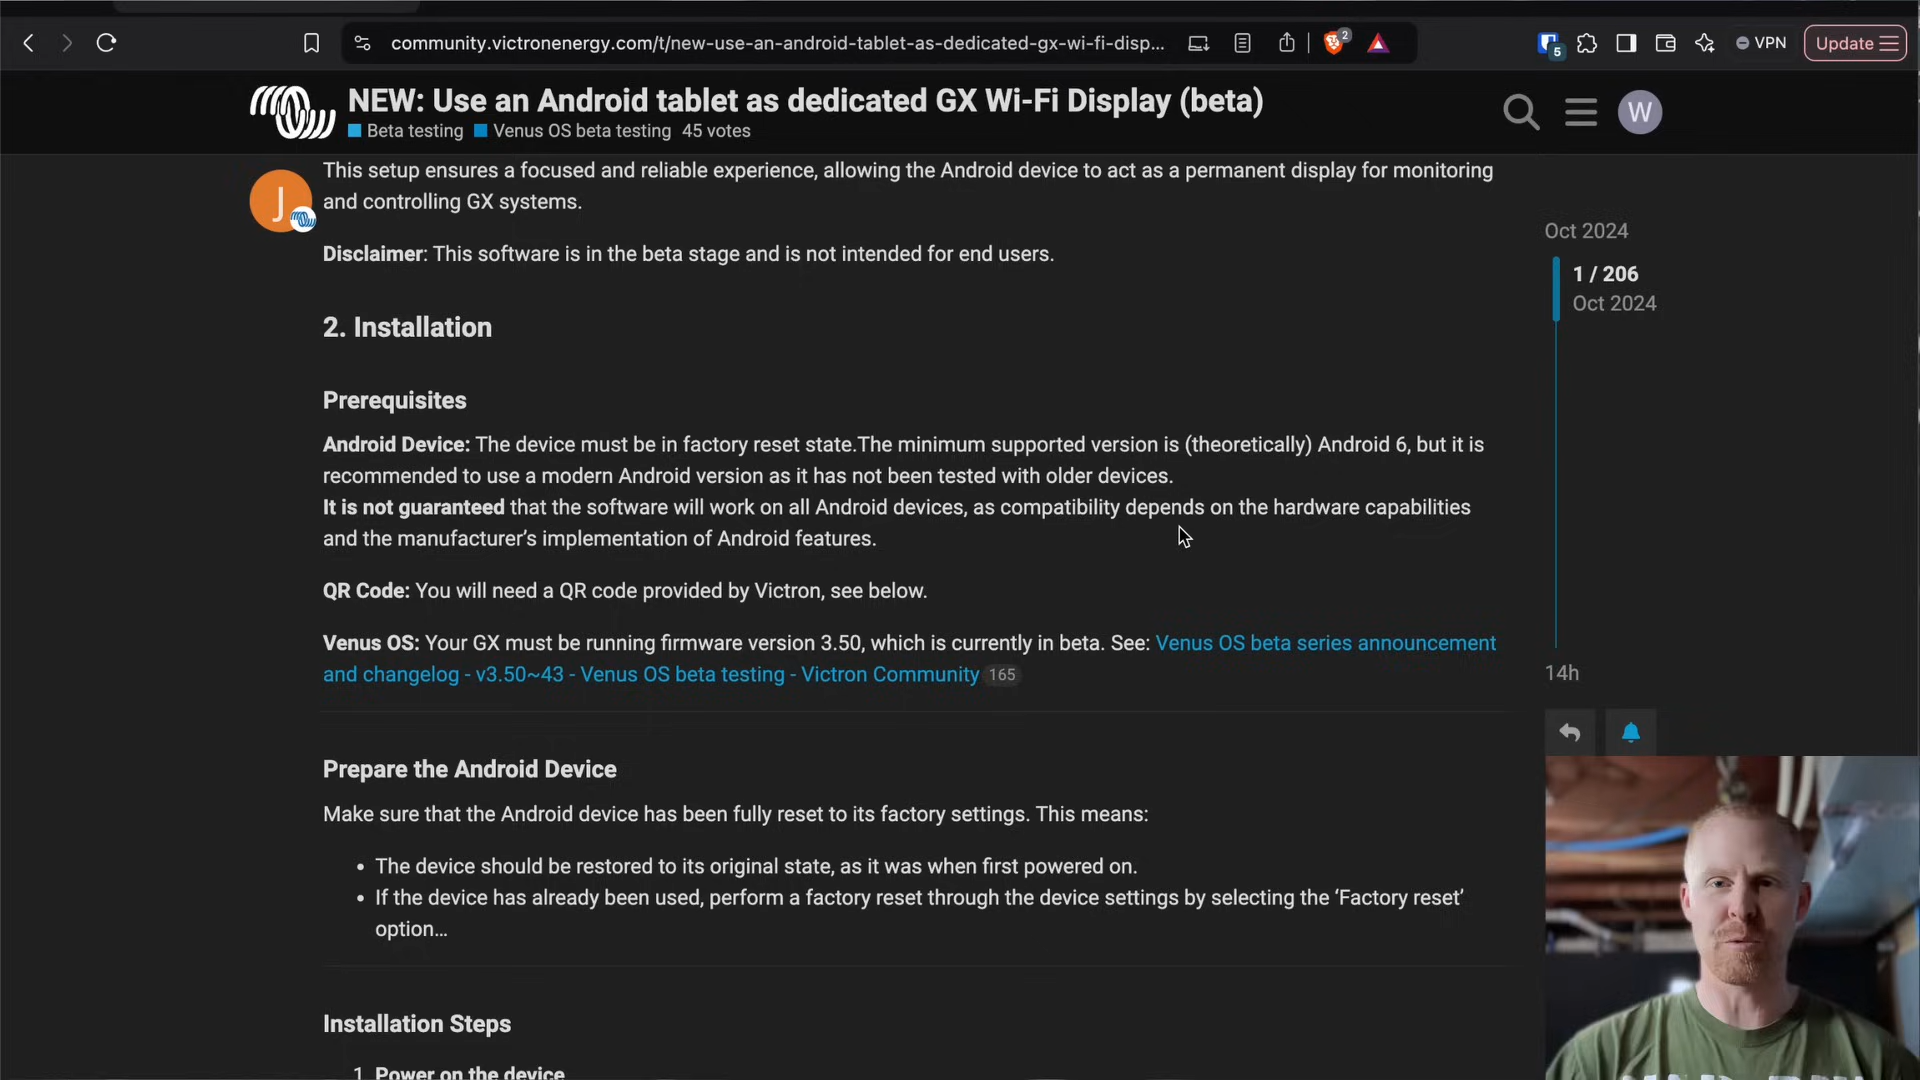 community.victronenergy.com/t/new-use-an-android-tablet-as-dedicated-gx-wi-fi-disp...
2
5
VPN
Update
NEW: Use an Android tablet as dedicated GX Wi-Fi Display (beta)
Beta testing Venus OS beta testing 45 votes
W
J
This setup ensures a focused and reliable experience, allowing the Android device to act as a permanent display for monitoring
and controlling GX systems.
Disclaimer: This software is in the beta stage and is not intended for end users.
Oct 2024
1 / 206
Oct 2024
2. Installation
Prerequisites
Android Device: The device must be in factory reset state.The minimum supported version is (theoretically) Android 6, but it is
recommended to use a modern Android version as it has not been tested with older devices.
It is not guaranteed that the software will work on all Android devices, as compatibility depends on the hardware capabilities
and the manufacturer’s implementation of Android features.
QR Code: You will need a QR code provided by Victron, see below.
Venus OS: Your GX must be running firmware version 3.50, which is currently in beta. See: Venus OS beta series announcement
and changelog - v3.50~43 - Venus OS beta testing - Victron Community 165
14h
Prepare the Android Device
Make sure that the Android device has been fully reset to its factory settings. This means:
• The device should be restored to its original state, as it was when first powered on.
• If the device has already been used, perform a factory reset through the device settings by selecting the ‘Factory reset’
option…
Installation Steps
1. Power on the device